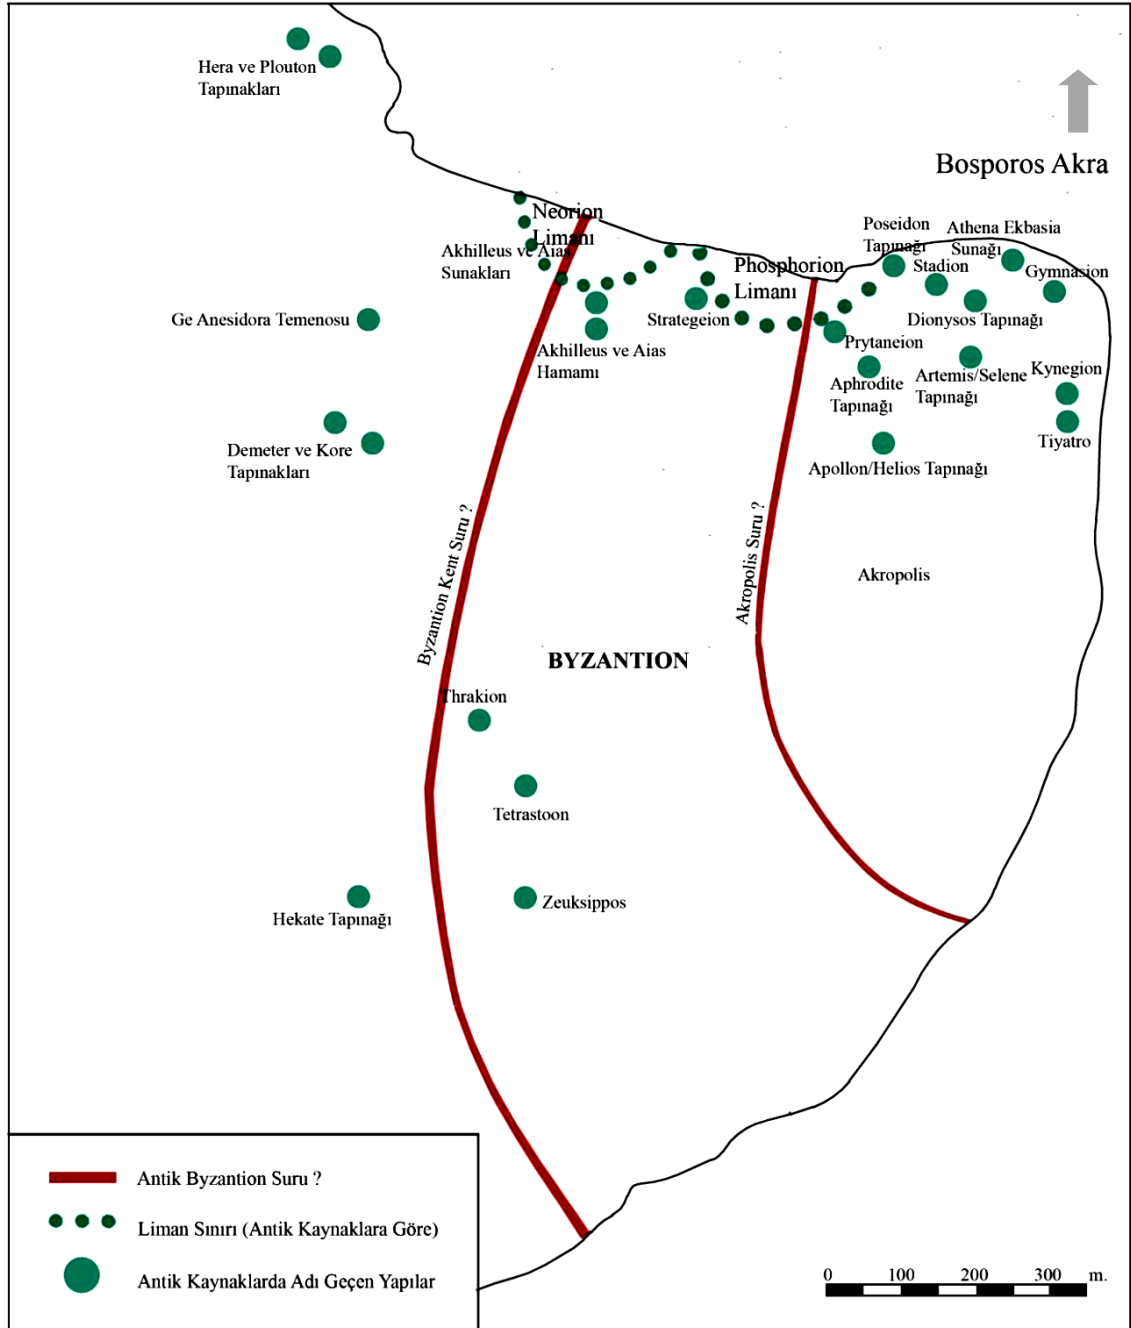 Hera ve Plouton
Tapınakları
Bosporos Akra
Neorion
Limanı
Akhilleus ve Aias
Sunakları
Poseidon
Tapınağı
Athena Ekbasia
Sunağı
Stadion
Gymnasion
Phosphorion
Limanı
Ge Anesidora Temenosu
Strategeion
Dionysos Tapınağı
Akhilleus ve Aias
Hamamı
Prytaneion
Aphrodite
Tapınağı
Artemis/Selene
Tapınağı
Kynegion
Tiyatro
Demeter ve Kore
Tapınakları
Apollon/Helios Tapınağı
Byzantion Kent Suru ?
Akropolis Suru ?
Akropolis
BYZANTION
Thrakion
Tetrastoon
Hekate Tapınağı
Zeuksippos
Antik Byzantion Suru ?
Liman Sınırı (Antik Kaynaklara Göre)
Antik Kaynaklarda Adı Geçen Yapılar
0 100 200 300 m.